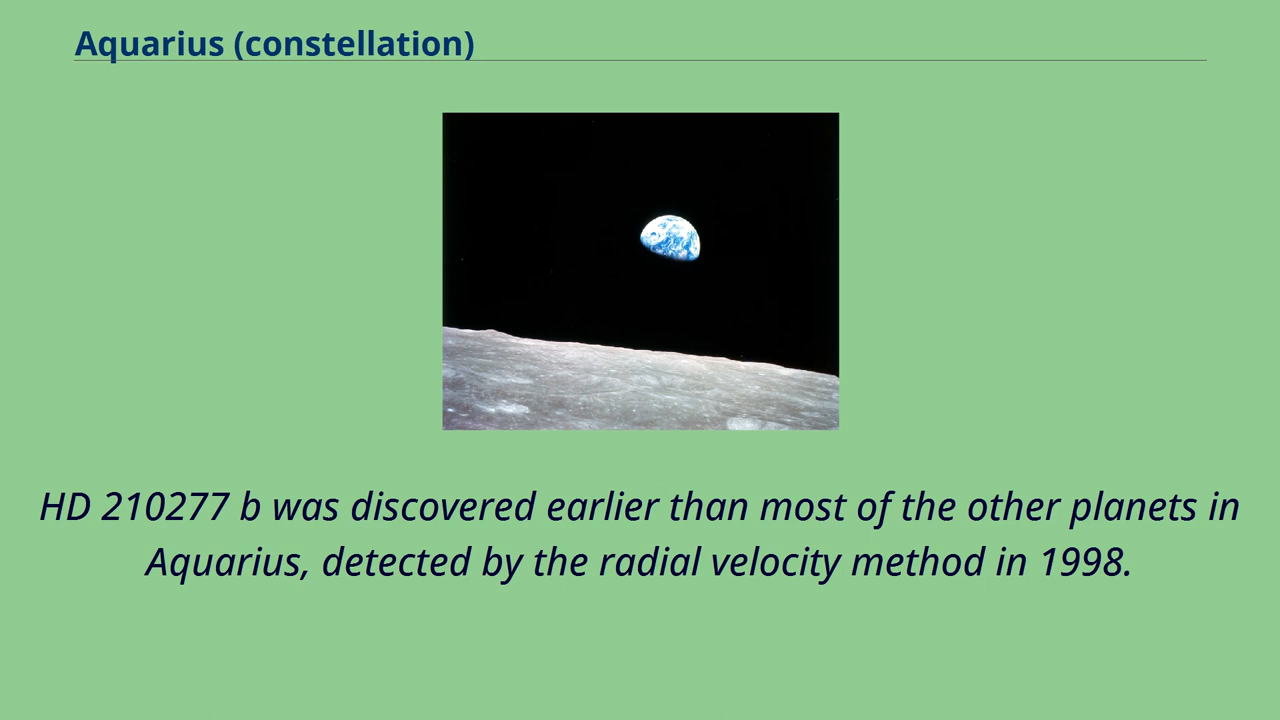 Aquarius (constellation)
HD 210277 b was discovered earlier than most of the other planets in
Aquarius, detected by the radial velocity method in 1998.